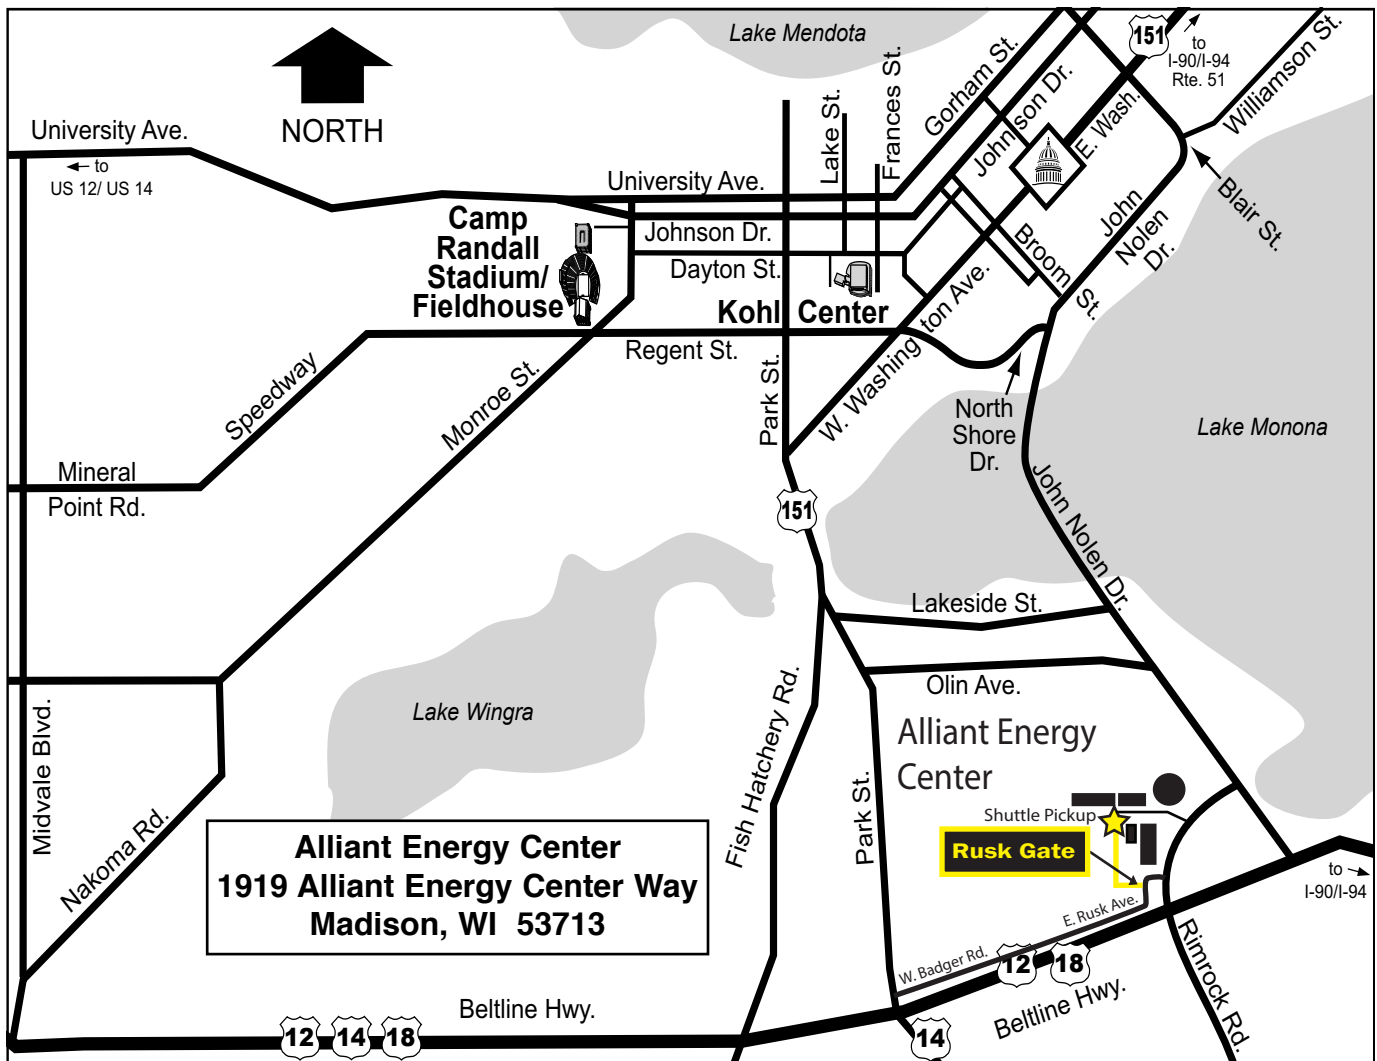 Lake Mendota
151
to
I-90/I-94
Rte. 51
Williamson St.
NORTH
University Ave.
to
US 12/ US 14
Gorham St.
Johnson Dr.
E. Wash.
Lake St.
Frances St.
University Ave.
Johnson Dr.
Dayton St.
Camp
Randall
Stadium/
Fieldhouse
Kohl Center
Broom St.
John
Nolen
Dr.
Blair St.
Regent St.
Park St.
W. Washington Ave.
North
Shore
Dr.
Lake Monona
Speedway
Monroe St.
Mineral
Point Rd.
151
John Nolen Dr.
Lakeside St.
Olin Ave.
Lake Wingra
Midvale Blvd.
Nakoma Rd.
Fish Hatchery Rd.
Park St.
Alliant Energy
Center
Shuttle Pickup
Rusk Gate
Alliant Energy Center
1919 Alliant Energy Center Way
Madison, WI 53713
to
I-90/I-94
E. Rusk Ave.
W. Badger Rd.
12
18
Beltline Hwy.
Rimrock Rd.
Beltline Hwy.
12
14
18
14